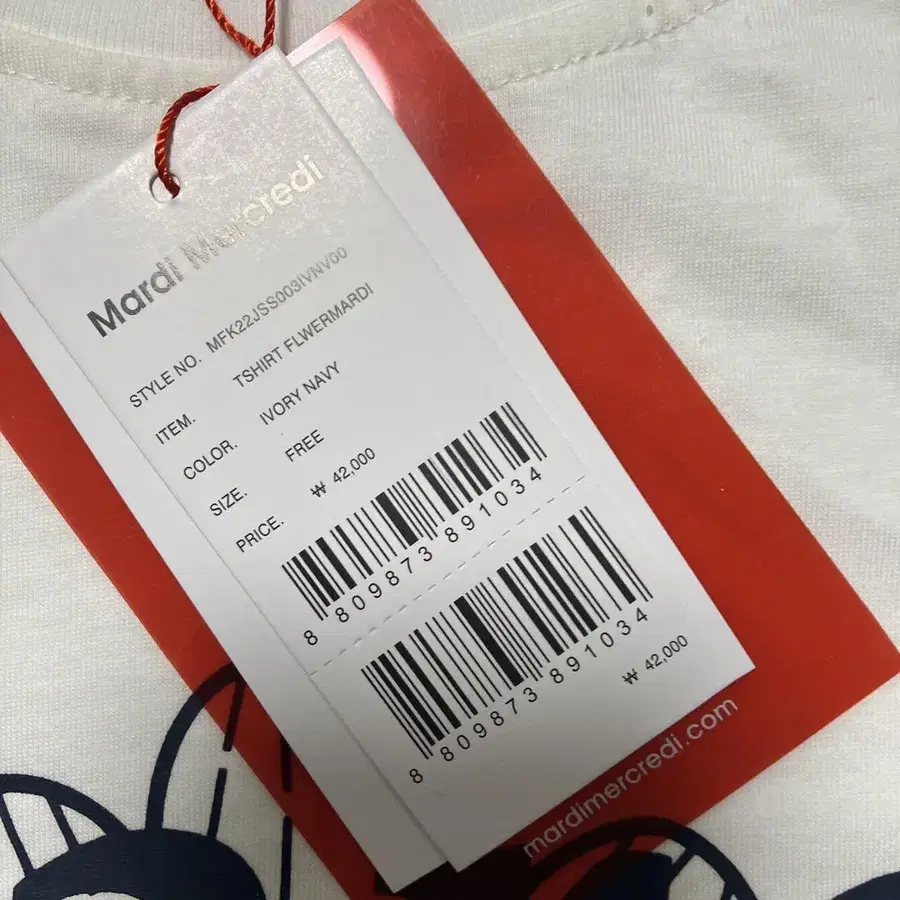 Mardi Mercredi
STYLE NO. MFK22JSS003IVNV00
ITEM. TSHIRT FLWERMARDI
COLOR. IVORY NAVY
SIZE. FREE
PRICE. ₩ 42,000
8 809873 891034
8 809873 891034
₩ 42,000
mardimercredi.com